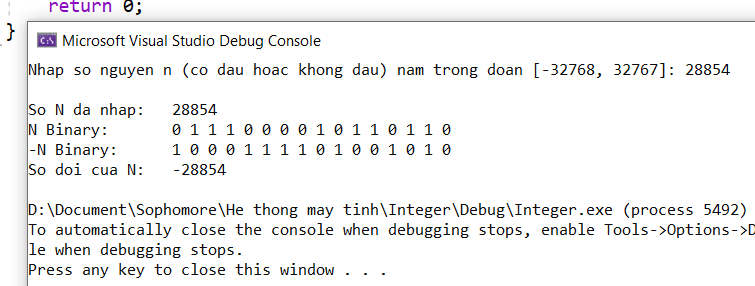 return 0;
}
Microsoft Visual Studio Debug Console
Nhap so nguyen n (co dau hoac khong dau) nam trong doan [-32768, 32767]: 28854
So N da nhap: 28854
N Binary: 0 1 1 1 0 0 0 0 1 0 1 1 0 1 1 0
-N Binary: 1 0 0 0 1 1 1 1 0 1 0 0 1 0 1 0
So doi cua N: -28854
D:\Document\Sophomore\He thong may tinh\Integer\Debug\Integer.exe (process 5492)
To automatically close the console when debugging stops, enable Tools->Options->D
le when debugging stops.
Press any key to close this window . . .